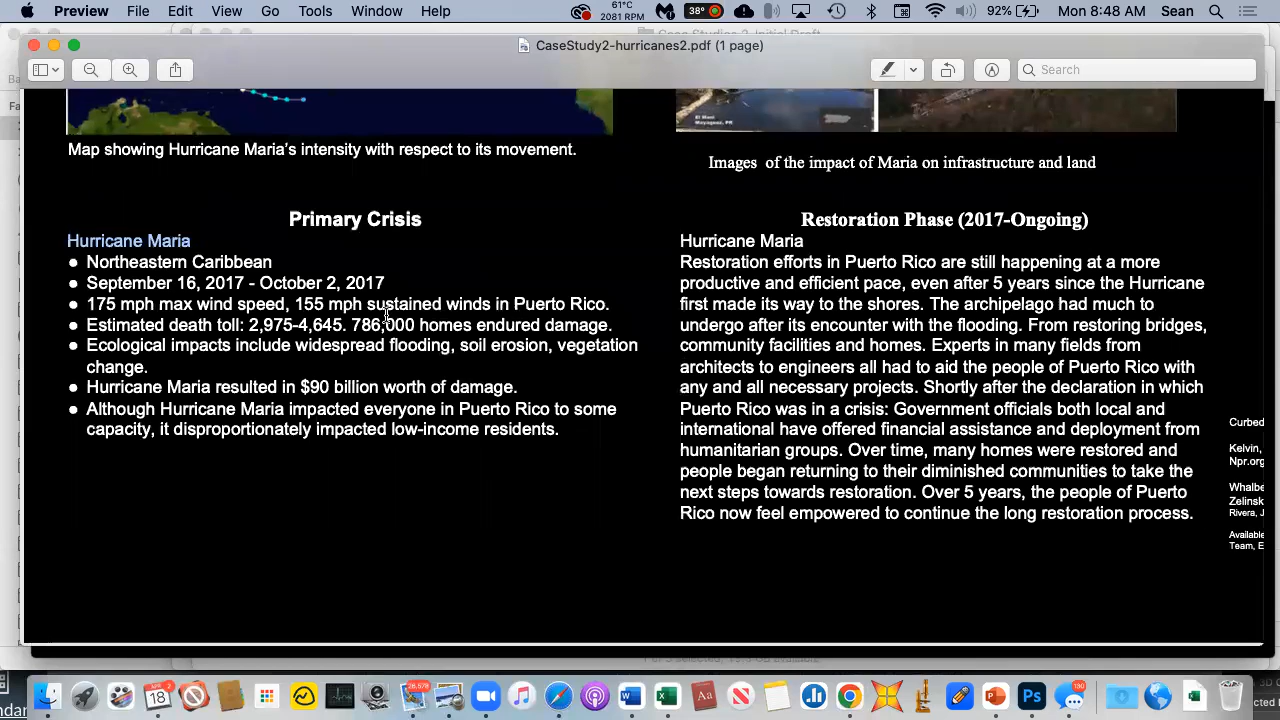 Preview File Edit View Go Tools Window Help 61°C 2081 RPM 38° 92% Mon 8:48 AM Sean
CaseStudy2-hurricanes2.pdf (1 page)
Search
El Mani
Mayaguez, PR
Map showing Hurricane Maria's intensity with respect to its movement.
Images of the impact of Maria on infrastructure and land
Primary Crisis
Hurricane Maria
● Northeastern Caribbean
● September 16, 2017 - October 2, 2017
● 175 mph max wind speed, 155 mph sustained winds in Puerto Rico.
● Estimated death toll: 2,975-4,645. 786,000 homes endured damage.
● Ecological impacts include widespread flooding, soil erosion, vegetation
change.
● Hurricane Maria resulted in $90 billion worth of damage.
● Although Hurricane Maria impacted everyone in Puerto Rico to some
capacity, it disproportionately impacted low-income residents.
Restoration Phase (2017-Ongoing)
Hurricane Maria
Restoration efforts in Puerto Rico are still happening at a more
productive and efficient pace, even after 5 years since the Hurricane
first made its way to the shores. The archipelago had much to
undergo after its encounter with the flooding. From restoring bridges,
community facilities and homes. Experts in many fields from
architects to engineers all had to aid the people of Puerto Rico with
any and all necessary projects. Shortly after the declaration in which
Puerto Rico was in a crisis: Government officials both local and
international have offered financial assistance and deployment from
humanitarian groups. Over time, many homes were restored and
people began returning to their diminished communities to take the
next steps towards restoration. Over 5 years, the people of Puerto
Rico now feel empowered to continue the long restoration process.
Curbed
Kelvin,
Npr.org
Whalbe
Zelinsk
Rivera, J
Available
Team, E
18